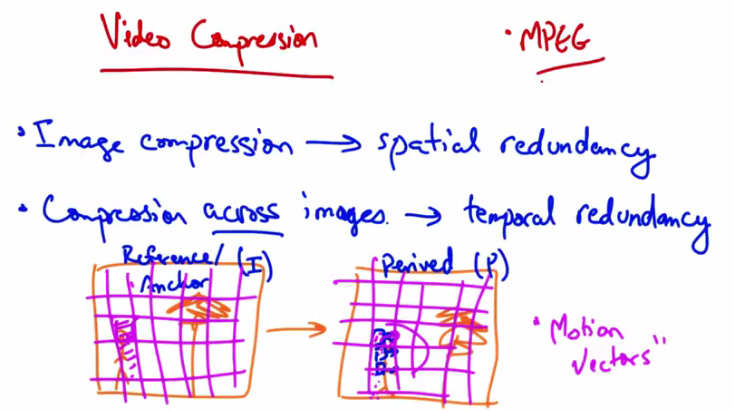 Video Compression
• MPEG
• Image compression → spatial redundancy
• Compression across images. → temporal redundancy
Reference/ (I)
Anchor
Derived (P)
• Motion
Vectors"